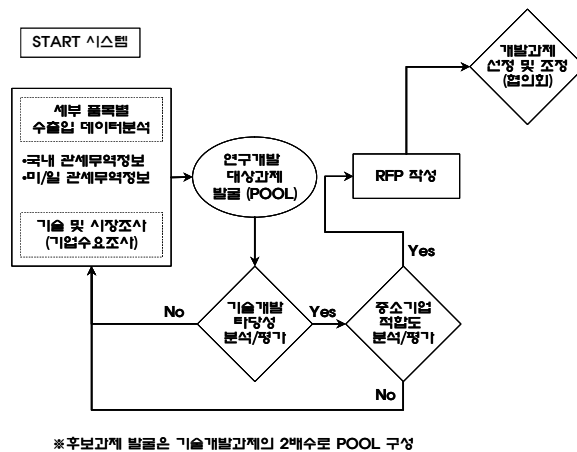 START 시스템
개발과제
선정 및 조정
(협의회)
세부 품목별
수출입 데이터분석
•국내 관세무역정보
•미/일 관세무역정보
기술 및 시장조사
(기업수요조사)
연구개발
대상과제
발굴 (POOL)
RFP 작성
Yes
No
기술개발
타당성
분석/평가
Yes
중소기업
적합도
분석/평가
No
※후보과제 발굴은 기술개발과제의 2배수로 POOL 구성